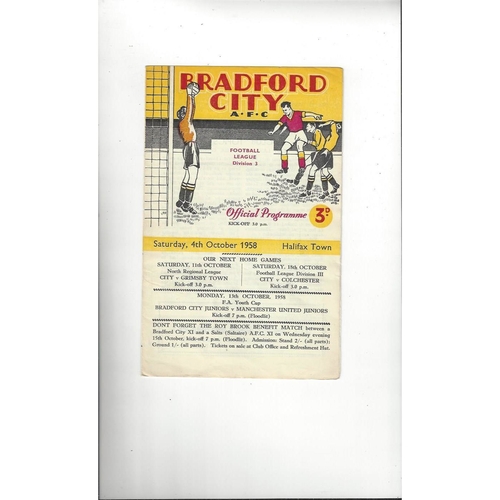 BRADFORD
CITY
A·F·C
FOOTBALL
LEAGUE
Division 3
Official Programme
KICK-OFF 3.0 p.m.
3D.
Saturday, 4th October 1958 Halifax Town
OUR NEXT HOME GAMES
SATURDAY, 11th OCTOBER
North Regional League
CITY v GRIMSBY TOWN
Kick-off 3.0 p.m.
SATURDAY, 18th OCTOBER
Football League Division III
CITY v COLCHESTER
Kick-off 3.0 p.m.
MONDAY, 13th OCTOBER, 1958
F.A. Youth Cup
BRADFORD CITY JUNIORS v MANCHESTER UNITED JUNIORS
Kick-off 7 p.m. (Floodlit)
DONT FORGET THE ROY BROOK BENEFIT MATCH between a
Bradford City XI and a Salts (Saltaire) A.F.C. XI on Wednesday evening
15th October, kick-off 7 p.m. (Floodlit). Admission: Stand 2/- (all parts);
Ground 1/- (all parts). Tickets on sale at Club Office and Refreshment Hut.